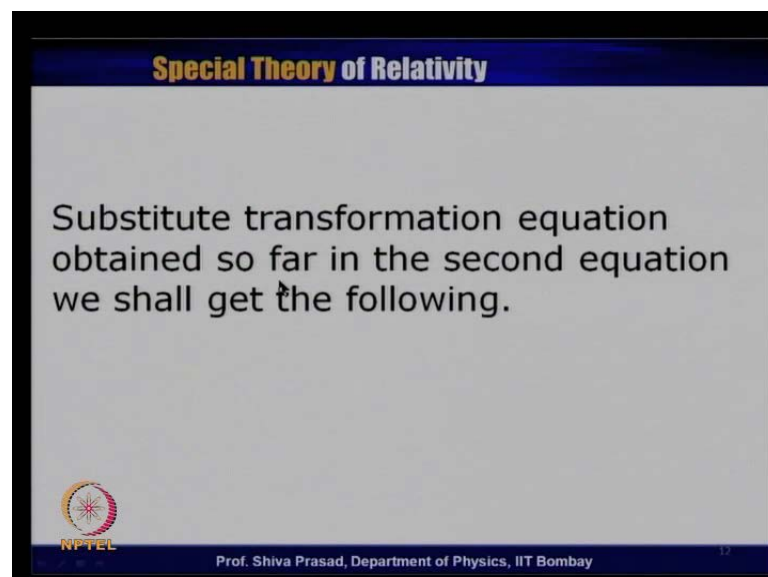 Special Theory of Relativity
Substitute transformation equation
obtained so far in the second equation
we shall get the following.
NPTEL
Prof. Shiva Prasad, Department of Physics, IIT Bombay
12